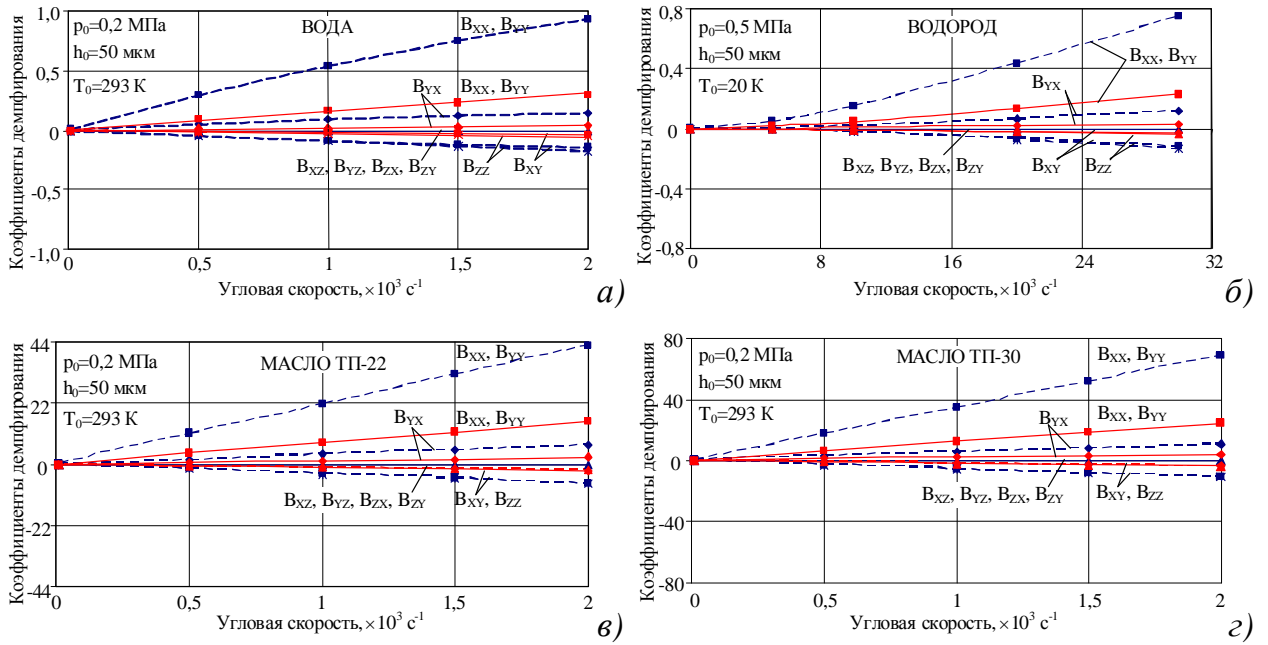 Коэффициенты демпфирования
1,0
0,5
0
-0,5
-1,0
p₀=0,2 МПа
h₀=50 мкм
T₀=293 К
ВОДА
B_XX, B_YY
B_YX
B_XX, B_YY
B_XZ, B_YZ, B_ZX, B_ZY
B_ZZ
B_XY
0 0,5 1 1,5 2
Угловая скорость, ×10³ с⁻¹
а)
Коэффициенты демпфирования
0,8
0,4
0
-0,4
-0,8
p₀=0,5 МПа
h₀=50 мкм
T₀=20 К
ВОДОРОД
B_XX, B_YY
B_YX
B_XZ, B_YZ, B_ZX, B_ZY
B_XY
B_ZZ
0 8 16 24 32
Угловая скорость, ×10³ с⁻¹
б)
Коэффициенты демпфирования
44
22
0
-22
-44
p₀=0,2 МПа
h₀=50 мкм
T₀=293 К
МАСЛО ТП-22
B_XX, B_YY
B_YX
B_XX, B_YY
B_XZ, B_YZ, B_ZX, B_ZY
B_XY, B_ZZ
0 0,5 1 1,5 2
Угловая скорость, ×10³ с⁻¹
в)
Коэффициенты демпфирования
80
40
0
-40
-80
p₀=0,2 МПа
h₀=50 мкм
T₀=293 К
МАСЛО ТП-30
B_XX, B_YY
B_YX
B_XX, B_YY
B_XZ, B_YZ, B_ZX, B_ZY
B_XY, B_ZZ
0 0,5 1 1,5 2
Угловая скорость, ×10³ с⁻¹
г)